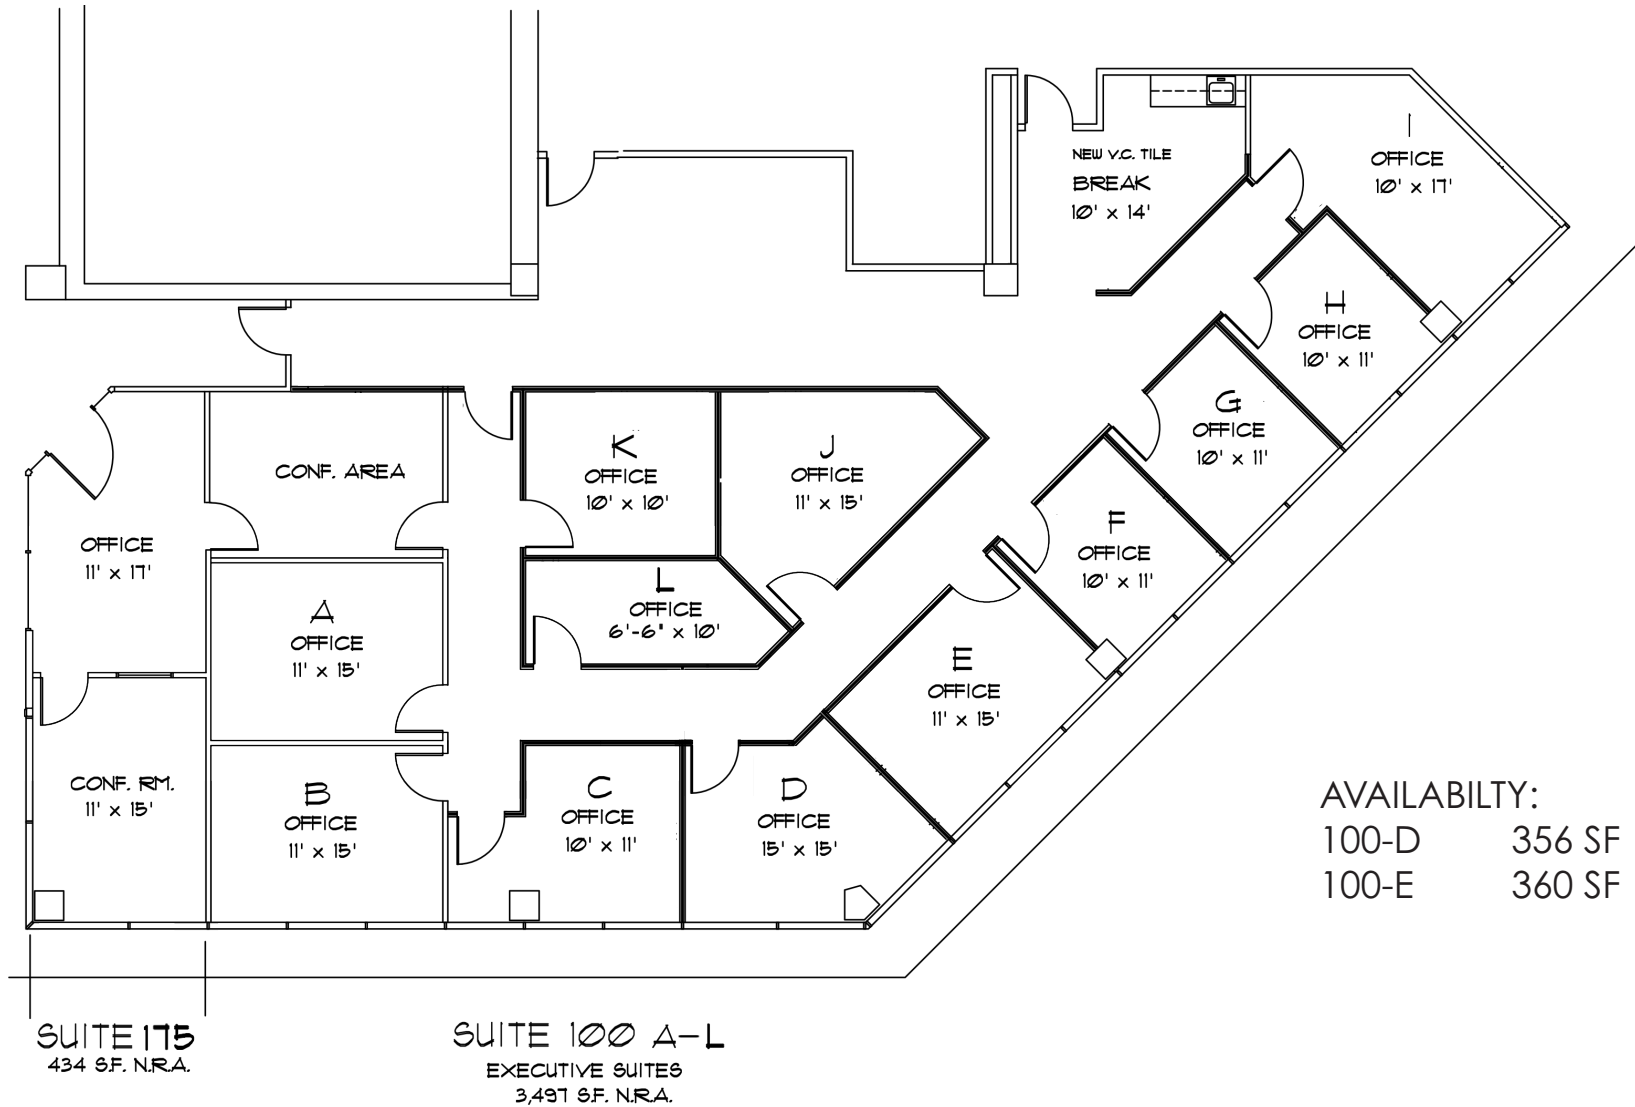 I
OFFICE
10' x 17'
NEW V.C. TILE
BREAK
10' x 14'
H
OFFICE
10' x 11'
G
OFFICE
10' x 11'
K
OFFICE
10' x 10'
J
OFFICE
11' x 15'
CONF. AREA
F
OFFICE
10' x 11'
OFFICE
11' x 17'
L
OFFICE
6'-6" x 10'
A
OFFICE
11' x 15'
E
OFFICE
11' x 15'
CONF. RM.
11' x 15'
B
OFFICE
11' x 15'
C
OFFICE
10' x 11'
D
OFFICE
15' x 15'
AVAILABILTY:
100-D 356 SF
100-E 360 SF
SUITE 175
434 S.F. N.R.A.
SUITE 100 A-L
EXECUTIVE SUITES
3,497 S.F. N.R.A.